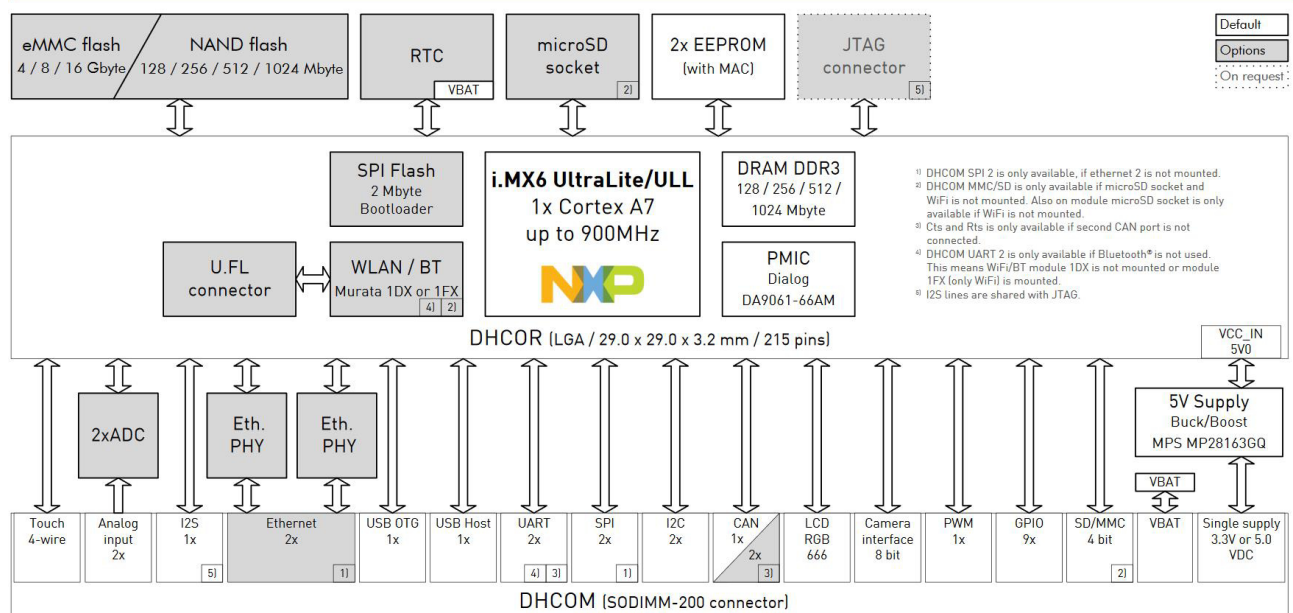 eMMC flash
4 / 8 / 16 Gbyte
NAND flash
128 / 256 / 512 / 1024 Mbyte
RTC
VBAT
microSD
socket
2)
2x EEPROM
(with MAC)
JTAG
connector
5)
Default
Options
On request
SPI Flash
2 Mbyte
Bootloader
i.MX6 UltraLite/ULL
1x Cortex A7
up to 900MHz
NXP
DRAM DDR3
128 / 256 / 512 /
1024 Mbyte
U.FL
connector
WLAN / BT
Murata 1DX or 1FX
4) 2)
PMIC
Dialog
DA9061-66AM
1) DHCOM SPI 2 is only available, if ethernet 2 is not mounted.
2) DHCOM MMC/SD is only available if microSD socket and
WiFi is not mounted. Also on module microSD socket is only
available if WiFi is not mounted.
3) Cts and Rts is only available if second CAN port is not
connected.
4) DHCOM UART 2 is only available if Bluetooth® is not used.
This means WiFi/BT module 1DX is not mounted or module
1FX (only WiFi) is mounted.
5) I2S lines are shared with JTAG.
DHCOR (LGA / 29.0 x 29.0 x 3.2 mm / 215 pins)
VCC_IN
5V0
2xADC
Eth.
PHY
Eth.
PHY
5V Supply
Buck/Boost
MPS MP28163GQ
VBAT
Touch
4-wire
Analog
input
2x
I2S
1x
5)
Ethernet
2x
1)
USB OTG
1x
USB Host
1x
UART
2x
4) 3)
SPI
2x
1)
I2C
2x
CAN
1x
2x
3)
LCD
RGB
666
Camera
interface
8 bit
PWM
1x
GPIO
9x
SD/MMC
4 bit
2)
VBAT
Single supply
3.3V or 5.0
VDC
DHCOM (SODIMM-200 connector)